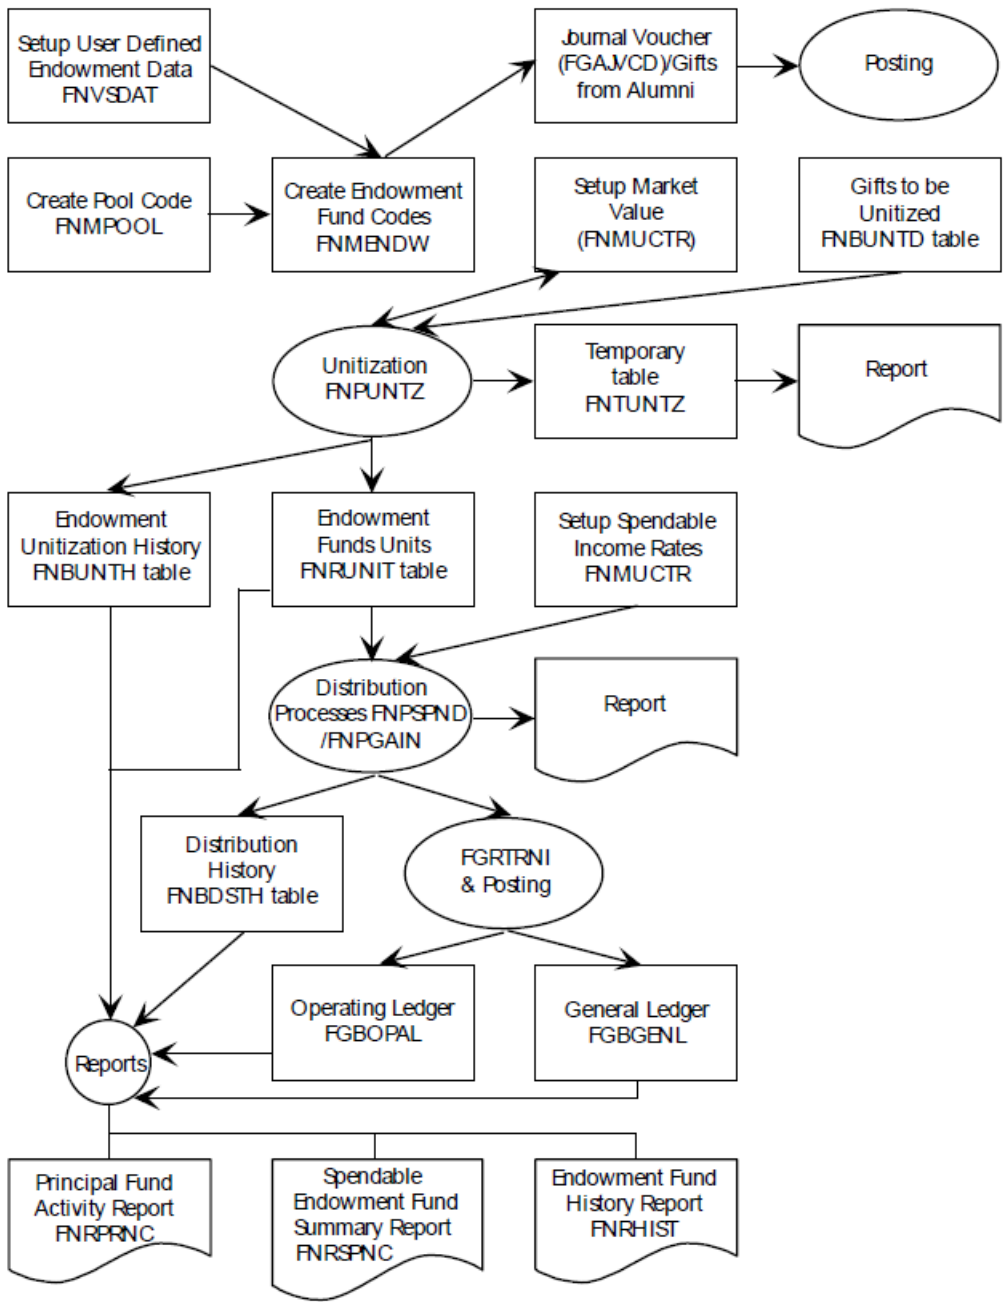 Setup User Defined
Endowment Data
FNVSDAT
Journal Voucher
(FGAJVCD)/Gifts
from Alumni
Posting
Create Pool Code
FNMPOOL
Create Endowment
Fund Codes
FNMENDW
Setup Market
Value
(FNMUCTR)
Gifts to be
Unitized
FNBUNTD table
Unitization
FNPUNTZ
Temporary
table
FNTUNTZ
Report
Endowment
Unitization History
FNBUNTH table
Endowment
Funds Units
FNRUNIT table
Setup Spendable
Income Rates
FNMUCTR
Distribution
Processes FNPSPND
/FNPGAIN
Report
Distribution
History
FNBDSTH table
FGRTRNI
& Posting
Operating Ledger
FGBOPAL
General Ledger
FGBGENL
Reports
Principal Fund
Activity Report
FNRPRNC
Spendable
Endowment Fund
Summary Report
FNRSPNC
Endowment Fund
History Report
FNRHIST